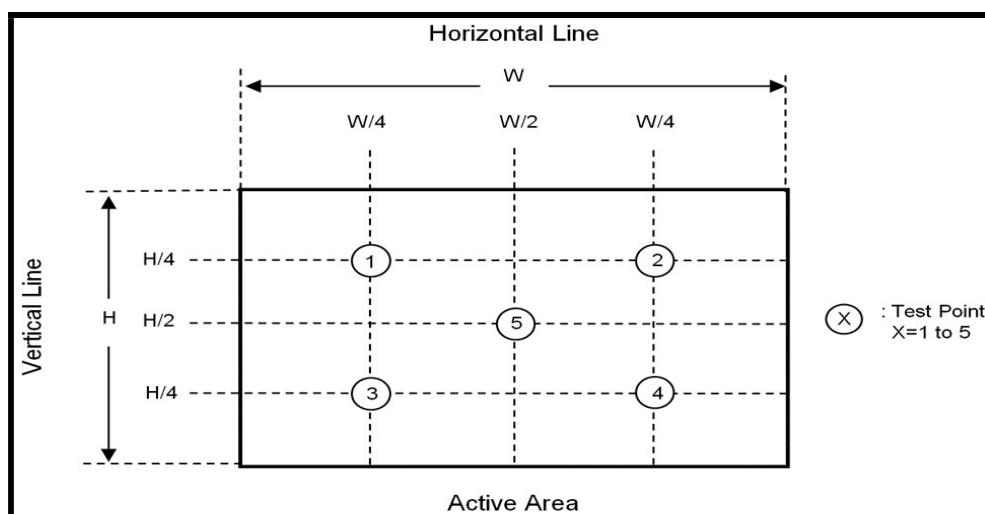 Horizontal Line
W
W/4 W/2 W/4
Vertical Line
H
H/4
H/2
H/4
1
2
5
3
4
X : Test Point
X=1 to 5
Active Area